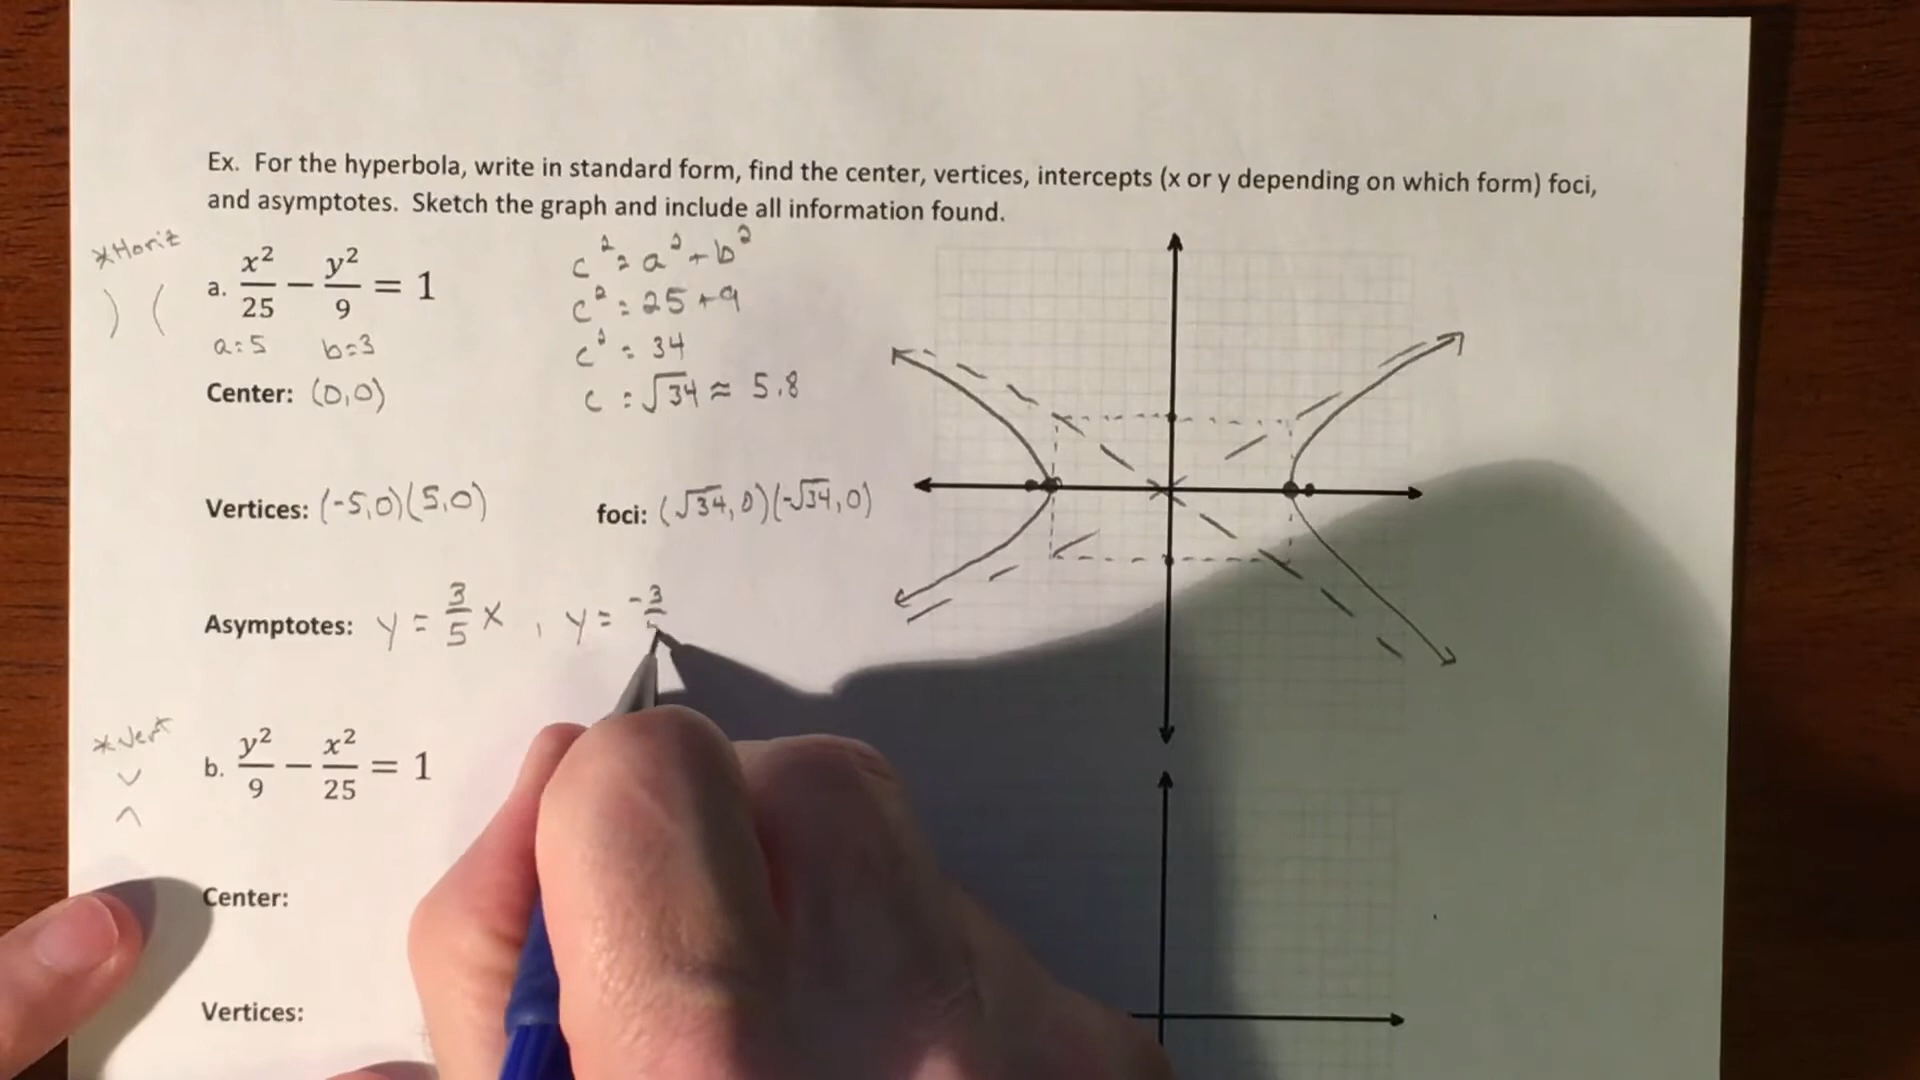 Ex. For the hyperbola, write in standard form, find the center, vertices, intercepts (x or y depending on which form) foci,
and asymptotes. Sketch the graph and include all information found.
*Horiz
) (
a. x²/25 − y²/9 = 1
a=5 b=3
c² = a² + b²
c² = 25 + 9
c² = 34
c = √34 ≈ 5.8
Center: (0,0)
Vertices: (-5,0)(5,0)
foci: (√34, 0)(-√34, 0)
Asymptotes: y = 3/5 x , y = -3/
*Vert
b. y²/9 − x²/25 = 1
Center:
Vertices: